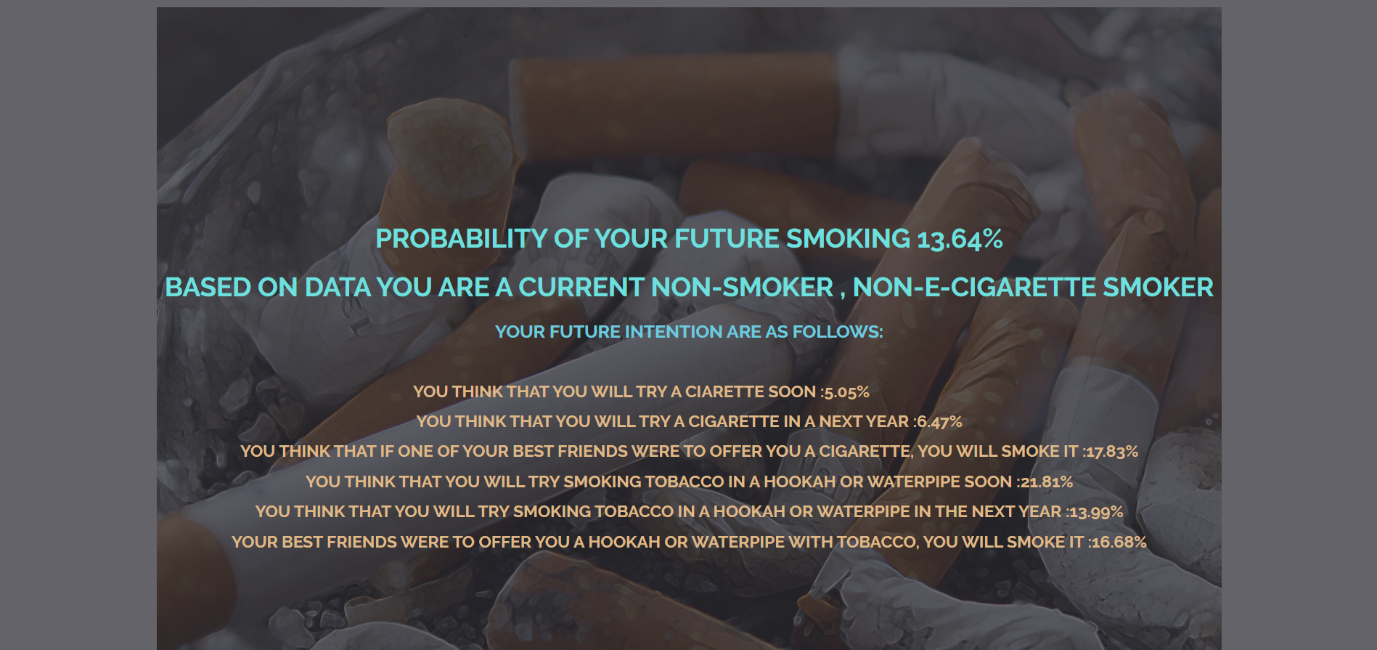 PROBABILITY OF YOUR FUTURE SMOKING 13.64%
BASED ON DATA YOU ARE A CURRENT NON-SMOKER , NON-E-CIGARETTE SMOKER
YOUR FUTURE INTENTION ARE AS FOLLOWS:
YOU THINK THAT YOU WILL TRY A CIARETTE SOON :5.05%
YOU THINK THAT YOU WILL TRY A CIGARETTE IN A NEXT YEAR :6.47%
YOU THINK THAT IF ONE OF YOUR BEST FRIENDS WERE TO OFFER YOU A CIGARETTE, YOU WILL SMOKE IT :17.83%
YOU THINK THAT YOU WILL TRY SMOKING TOBACCO IN A HOOKAH OR WATERPIPE SOON :21.81%
YOU THINK THAT YOU WILL TRY SMOKING TOBACCO IN A HOOKAH OR WATERPIPE IN THE NEXT YEAR :13.99%
YOUR BEST FRIENDS WERE TO OFFER YOU A HOOKAH OR WATERPIPE WITH TOBACCO, YOU WILL SMOKE IT :16.68%